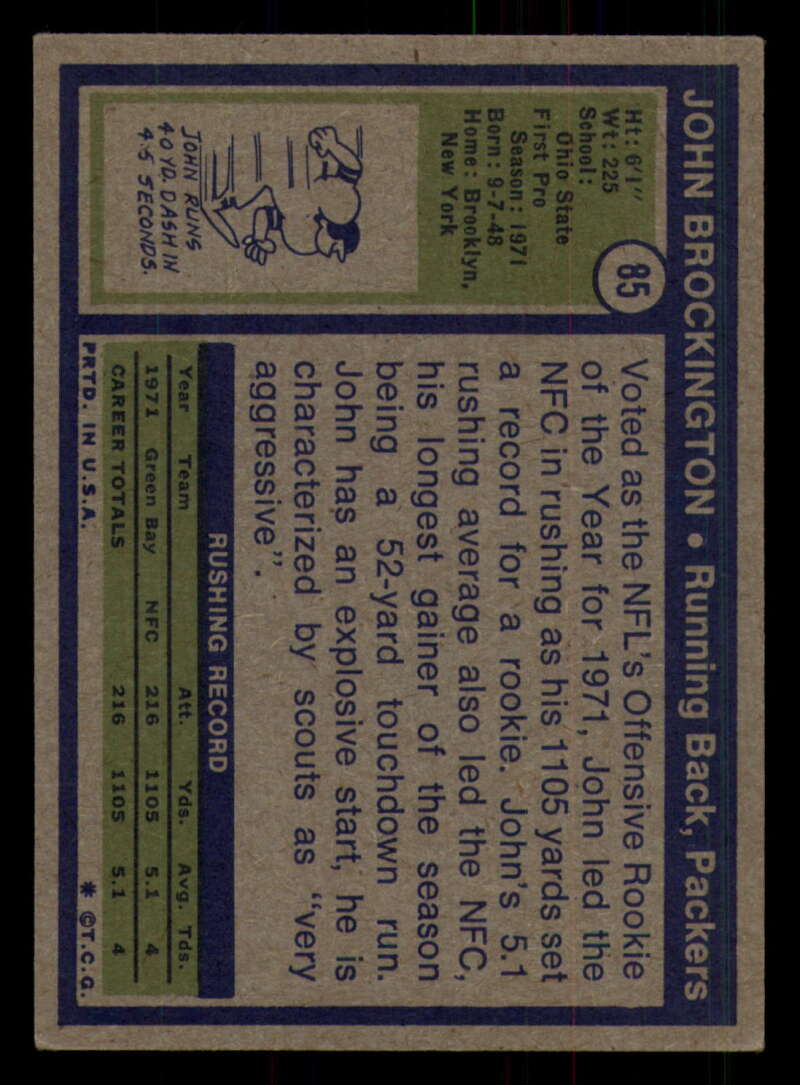 JOHN BROCKINGTON • Running Back, Packers
85
Ht: 6'1"
Wt: 225
School:
Ohio State
First Pro
Season: 1971
Born: 9-7-48
Home: Brooklyn,
New York
JOHN RUNS
40 YD. DASH IN
4.5 SECONDS.
Voted as the NFL's Offensive Rookie
of the Year for 1971, John led the
NFC in rushing as his 1105 yards set
a record for a rookie. John's 5.1
rushing average also led the NFC,
his longest gainer of the season
being a 52-yard touchdown run.
John has an explosive start, he is
characterized by scouts as "very
aggressive".
RUSHING RECORD
Year Team Att. Yds. Avg. Tds.
1971 Green Bay NFC 216 1105 5.1 4
CAREER TOTALS 216 1105 5.1 4
PRTD. IN U.S.A. * ©T.C.G.